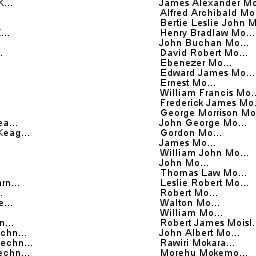 K... James Alexander Mc
Alfred Archibald Mo
Bertie Leslie John M
... Henry Bradlaw Mo...
John Buchan Mo...
. David Robert Mo...
Ebenezer Mo...
Edward James Mo...
Ernest Mo...
William Francis Mo..
Frederick James Mo.
George Morrison Mo
ea... John George Mo...
Keag... Gordon Mo...
James Mo...
William John Mo...
John Mo...
Thomas Law Mo...
arn... Leslie Robert Mo...
. Robert Mo...
e... Walton Mo...
William Mo...
n... Robert James Moisl.
chn... John Albert Mo...
echn... Rawiri Mokara...
echn... Morehu Mokemo...